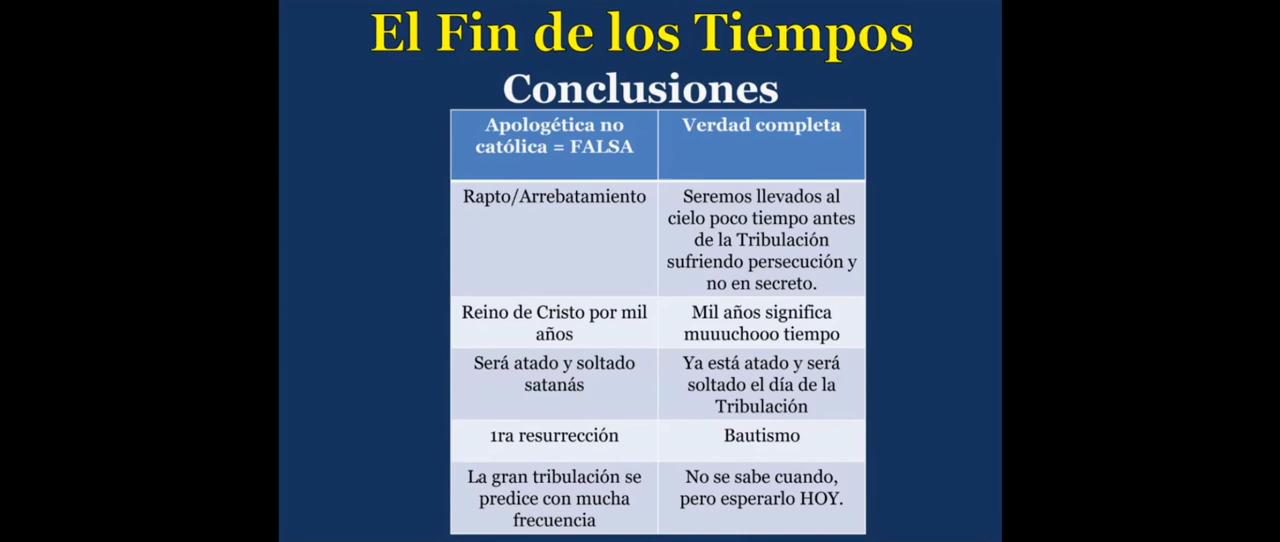 El Fin de los Tiempos
Conclusiones
Apologética no
católica = FALSA
Verdad completa
Rapto/Arrebatamiento
Seremos llevados al
cielo poco tiempo antes
de la Tribulación
sufriendo persecución y
no en secreto.
Reino de Cristo por mil
años
Mil años significa
muuuchooo tiempo
Será atado y soltado
satanás
Ya está atado y será
soltado el día de la
Tribulación
1ra resurrección
Bautismo
La gran tribulación se
predice con mucha
frecuencia
No se sabe cuando,
pero esperarlo HOY.